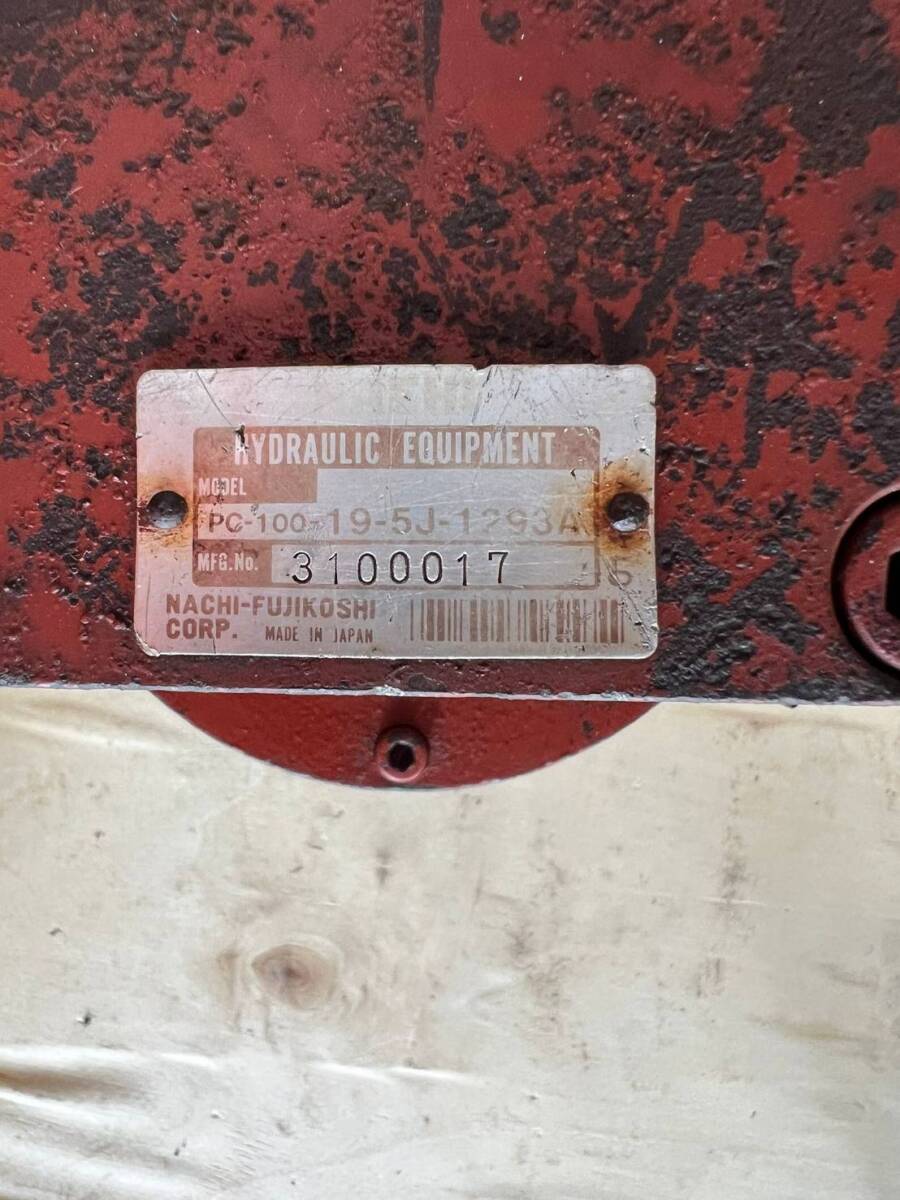 HYDRAULIC EQUIPMENT
MODEL
PC-100-19-5J-1293A
MFG.No. 3100017
NACHI-FUJIKOSHI
CORP. MADE IN JAPAN